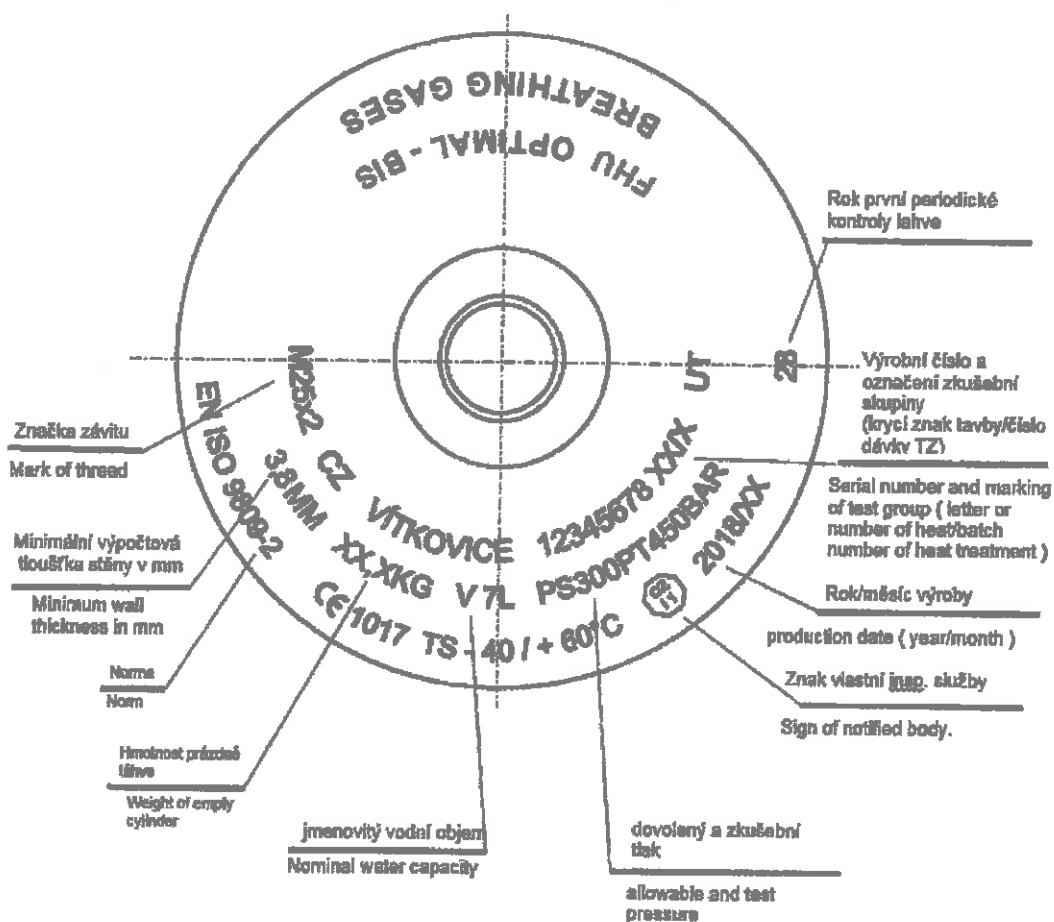 BREATHING GASES
FHU OPTIMAL - BIS
Rok první periodické
kontroly lahve
M25x2 CZ VÍTKOVICE 12345678 XX/X UT
28
EN ISO 9809-2
3,8MM XX,XKG V 7L PS300PT450BAR
CE 1017 TS - 40 / + 60°C
2018/XX
Výrobní číslo a
označení zkušební
skupiny
(krycí znak tavby/číslo
dávky TZ)
Serial number and marking
of test group ( letter or
number of heat/batch
number of heat treatment )
Značka závitu
Mark of thread
Minimální výpočtová
tloušťka stěny v mm
Minimum wall
thickness in mm
Rok/měsíc výroby
production date ( year/month )
Norma
Norm
Znak vlastní insp. služby
Sign of notified body.
Hmotnost prázdné
láhve
Weight of empty
cylinder
jmenovitý vodní objem
Nominal water capacity
dovolený a zkušební
tlak
allowable and test
pressure